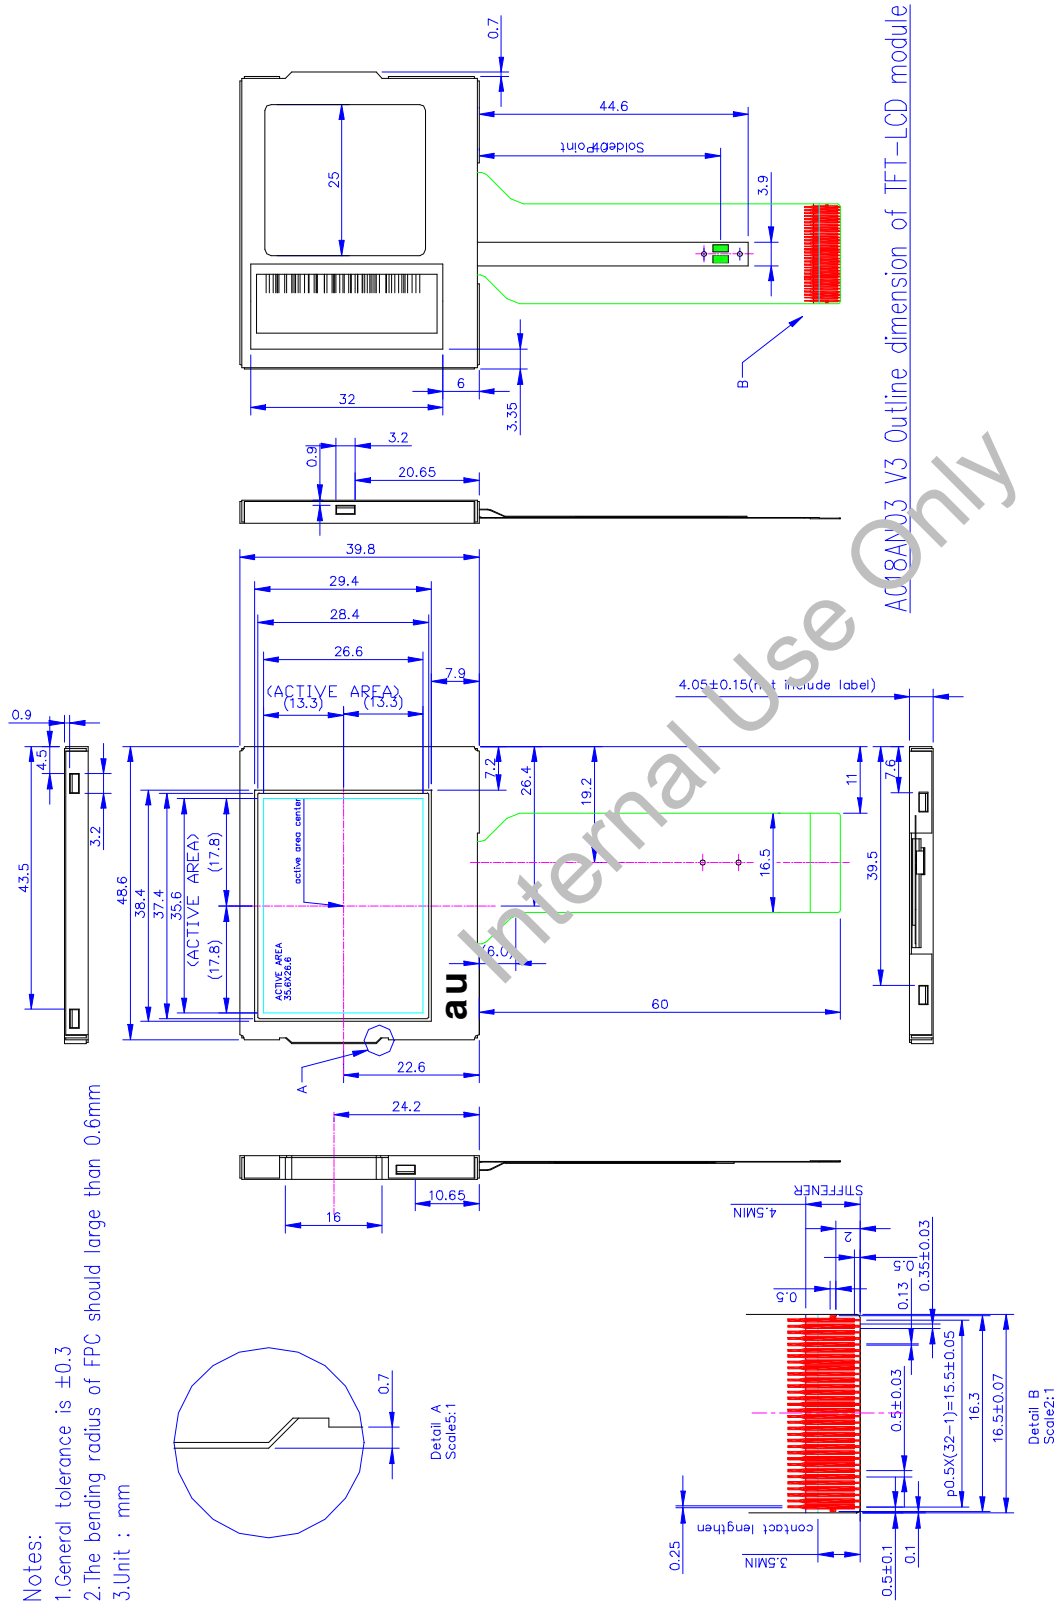 0.7
44.6
Solder Point
40
25
3.9
B
32
6
3.35
0.9
3.2
20.65
39.8
29.4
28.4
26.6
(ACTIVE AREA)
(13.3)
(13.3)
7.9
4.05±0.15(not include label)
0.9
4.5
3.2
43.5
48.6
38.4
37.4
35.6
(ACTIVE AREA)
(17.8)
(17.8)
active area center
ACTIVE AREA
35.6X26.6
7.2
26.4
19.2
11
16.5
7.6
39.5
(6.0)
60
au
A
22.6
24.2
10.65
16
Notes:
1.General tolerance is ±0.3
2.The bending radius of FPC should large than 0.6mm
3.Unit : mm
0.7
Detail A
Scale5:1
STIFFENER
4.5MIN
2
0.5
0.5
0.35±0.03
0.13
0.5±0.03
p0.5X(32-1)=15.5±0.05
16.3
16.5±0.07
contact lengthen
3.5MIN
0.25
0.5±0.1
0.1
Detail B
Scale2:1
V3 Outline dimension of TFT-LCD module
Internal Use Only